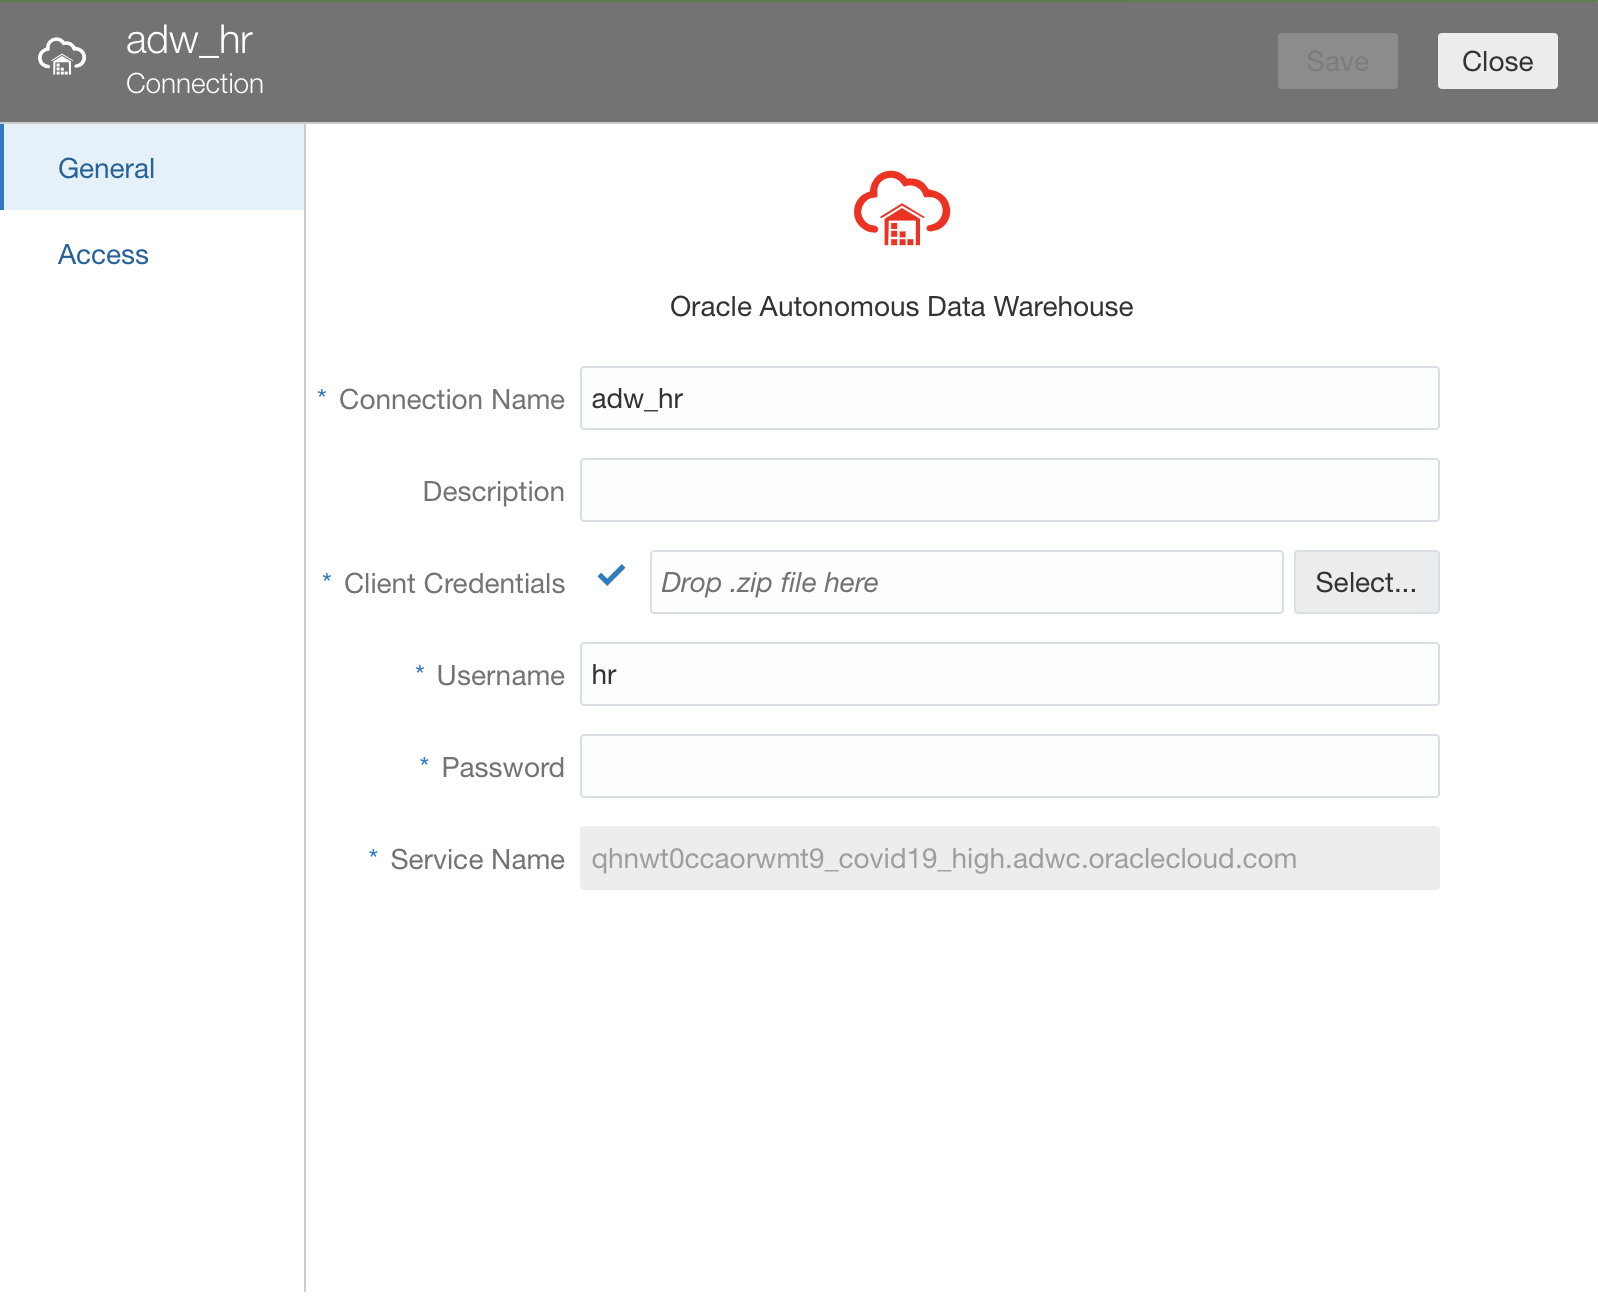 adw_hr
Connection
Save
Close
General
Access
Oracle Autonomous Data Warehouse
* Connection Name adw_hr
Description
* Client Credentials Drop .zip file here Select...
* Username hr
* Password
* Service Name qhnwt0ccaorwmt9_covid19_high.adwc.oraclecloud.com